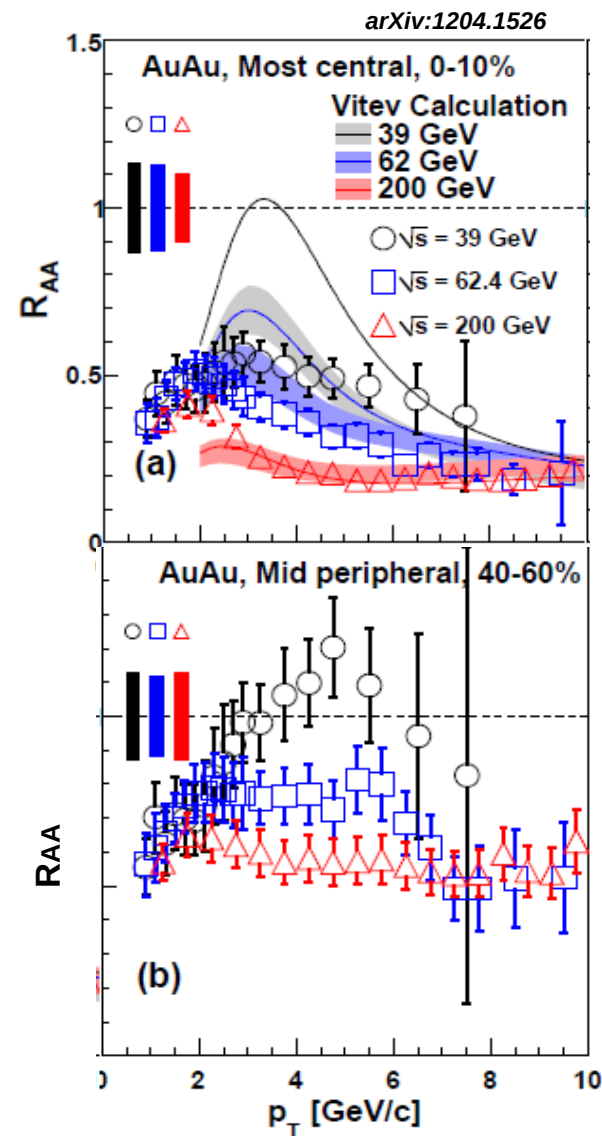 arXiv:1204.1526
1.5
AuAu, Most central, 0-10%
Vitev Calculation
39 GeV
62 GeV
200 GeV
1
√s = 39 GeV
√s = 62.4 GeV
√s = 200 GeV
R_AA
0.5
(a)
0
AuAu, Mid peripheral, 40-60%
RAA
(b)
0 2 4 6 8 10
p_T [GeV/c]